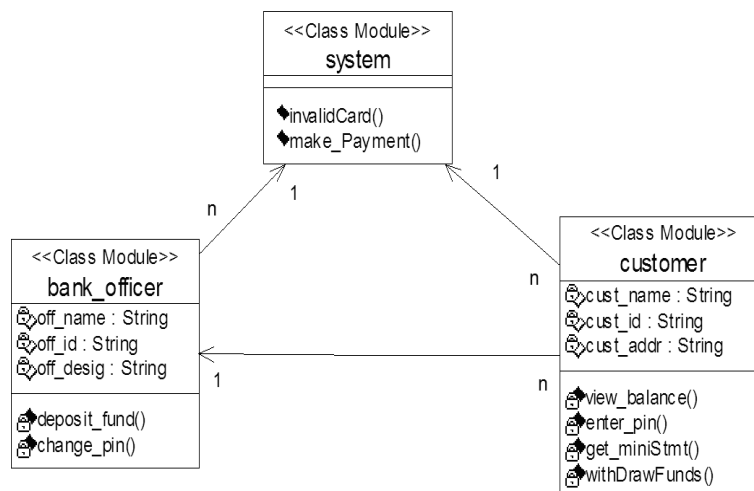 <<Class Module>>
system
invalidCard()
make_Payment()
1
1
n
n
<<Class Module>>
bank_officer
off_name : String
off_id : String
off_desig : String
deposit_fund()
change_pin()
1
n
<<Class Module>>
customer
cust_name : String
cust_id : String
cust_addr : String
view_balance()
enter_pin()
get_miniStmt()
withDrawFunds()